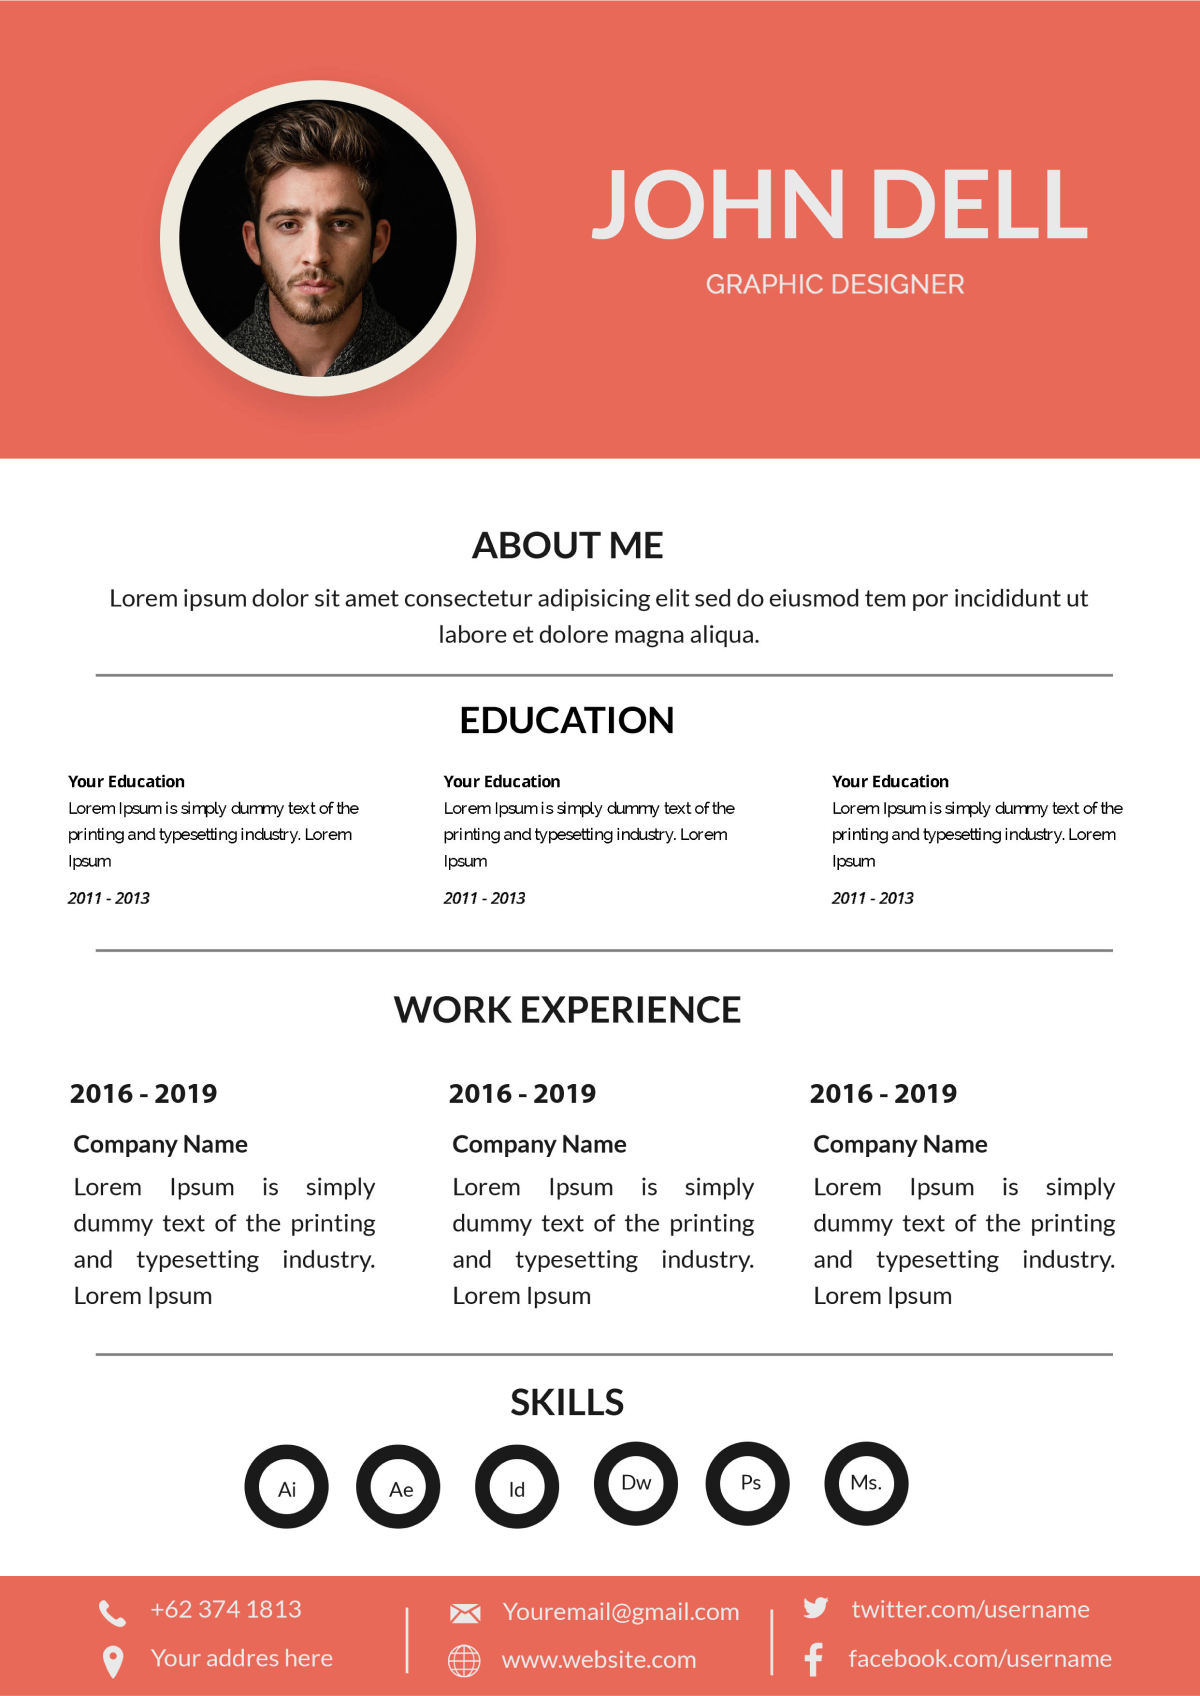 JOHN DELL
GRAPHIC DESIGNER
ABOUT ME
Lorem ipsum dolor sit amet consectetur adipisicing elit sed do eiusmod tem por incididunt ut
labore et dolore magna aliqua.
EDUCATION
Your Education
Lorem Ipsum is simply dummy text of the
printing and typesetting industry. Lorem
Ipsum
2011 - 2013
Your Education
Lorem Ipsum is simply dummy text of the
printing and typesetting industry. Lorem
Ipsum
2011 - 2013
Your Education
Lorem Ipsum is simply dummy text of the
printing and typesetting industry. Lorem
Ipsum
2011 - 2013
WORK EXPERIENCE
2016 - 2019
Company Name
Lorem Ipsum is simply
dummy text of the printing
and typesetting industry.
Lorem Ipsum
2016 - 2019
Company Name
Lorem Ipsum is simply
dummy text of the printing
and typesetting industry.
Lorem Ipsum
2016 - 2019
Company Name
Lorem Ipsum is simply
dummy text of the printing
and typesetting industry.
Lorem Ipsum
SKILLS
Ai
Ae
Id
Dw
Ps
Ms.
+62 374 1813
Your addres here
Youremail@gmail.com
www.website.com
twitter.com/username
facebook.com/username